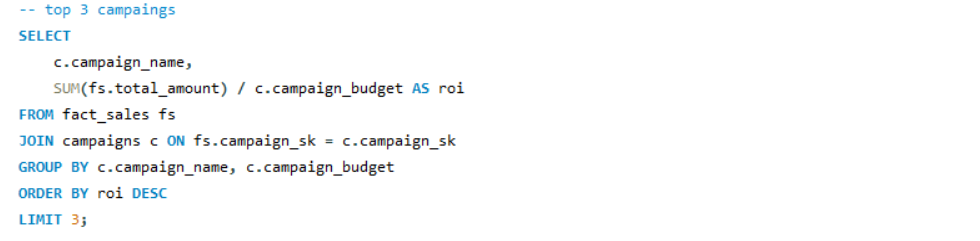 -- top 3 campaings
SELECT
    c.campaign_name,
    SUM(fs.total_amount) / c.campaign_budget AS roi
FROM fact_sales fs
JOIN campaigns c ON fs.campaign_sk = c.campaign_sk
GROUP BY c.campaign_name, c.campaign_budget
ORDER BY roi DESC
LIMIT 3;